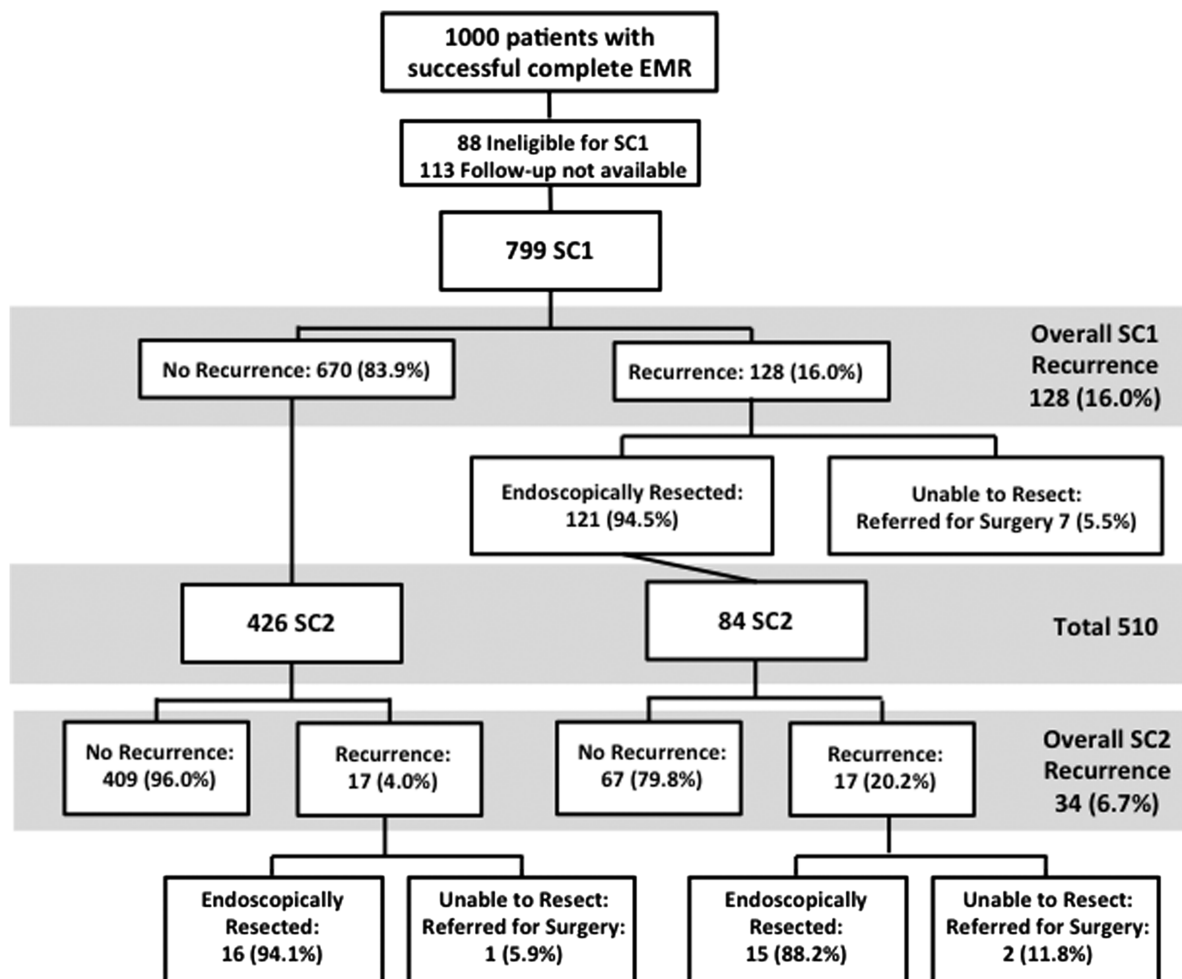 1000 patients with
successful complete EMR
88 Ineligible for SC1
113 Follow-up not available
799 SC1
No Recurrence: 670 (83.9%)
Recurrence: 128 (16.0%)
Overall SC1
Recurrence
128 (16.0%)
Endoscopically Resected:
121 (94.5%)
Unable to Resect:
Referred for Surgery 7 (5.5%)
426 SC2
84 SC2
Total 510
No Recurrence:
409 (96.0%)
Recurrence:
17 (4.0%)
No Recurrence:
67 (79.8%)
Recurrence:
17 (20.2%)
Overall SC2
Recurrence
34 (6.7%)
Endoscopically
Resected:
16 (94.1%)
Unable to Resect:
Referred for Surgery:
1 (5.9%)
Endoscopically
Resected:
15 (88.2%)
Unable to Resect:
Referred for Surgery:
2 (11.8%)